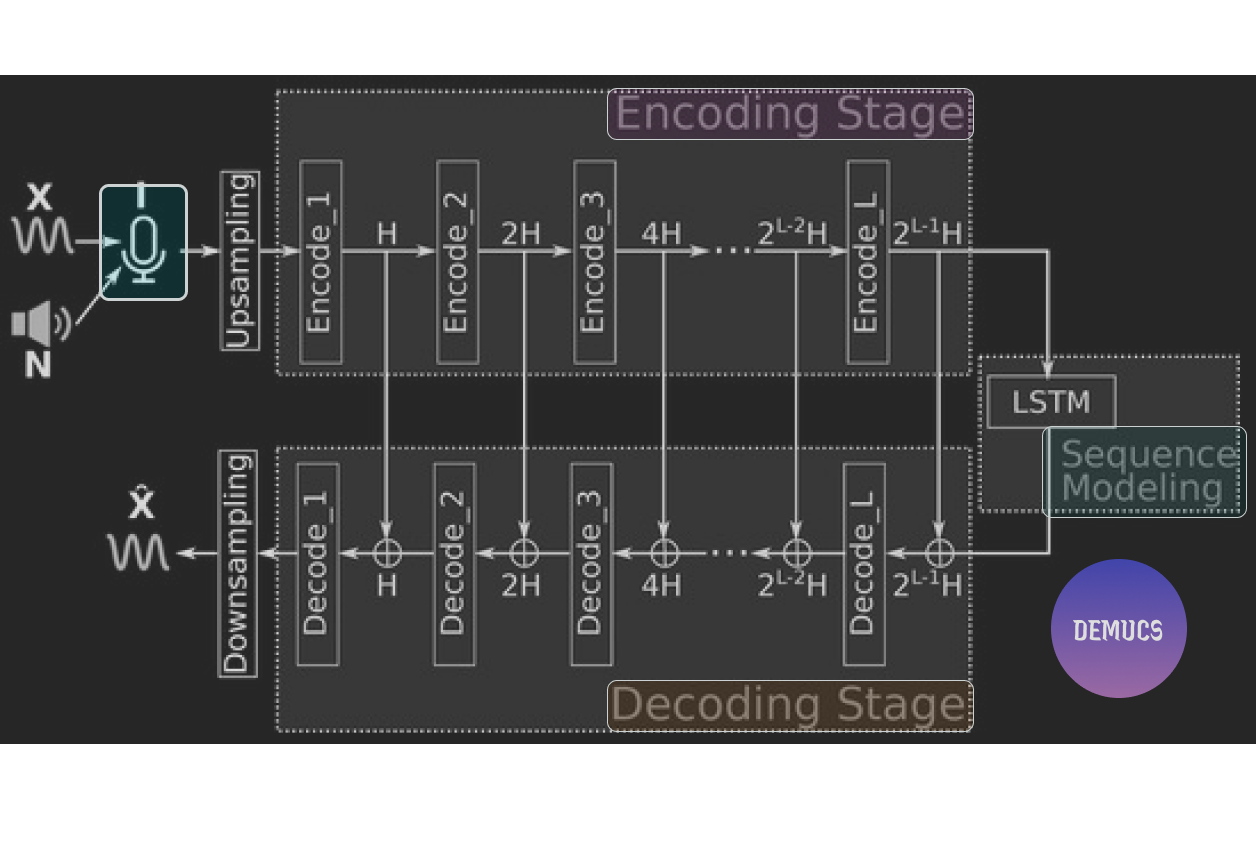 Encoding Stage
X
N
Upsampling
Encode_1
H
Encode_2
2H
Encode_3
4H
...
2^{L-2}H
Encode_L
2^{L-1}H
LSTM
Sequence
Modeling
X̂
Downsampling
Decode_1
H
Decode_2
2H
Decode_3
4H
...
2^{L-2}H
Decode_L
2^{L-1}H
Decoding Stage
DEMUCS